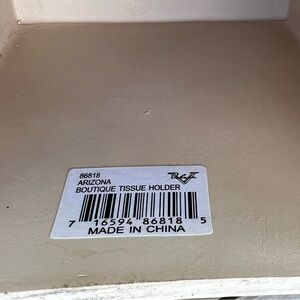 86818
ARIZONA
BOUTIQUE TISSUE HOLDER
7 16594 86818 5
MADE IN CHINA